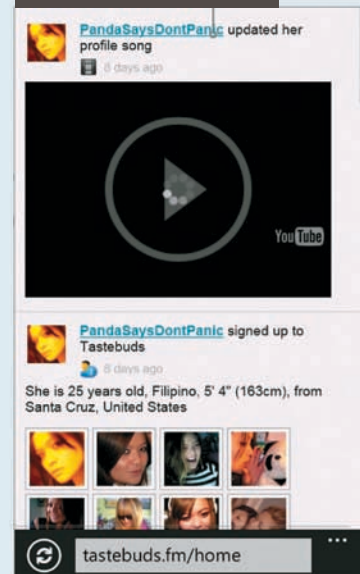 PandaSaysDontPanic updated her
profile song
8 days ago
YouTube
PandaSaysDontPanic signed up to
Tastebuds
8 days ago
She is 25 years old, Filipino, 5' 4" (163cm), from
Santa Cruz, United States
tastebuds.fm/home